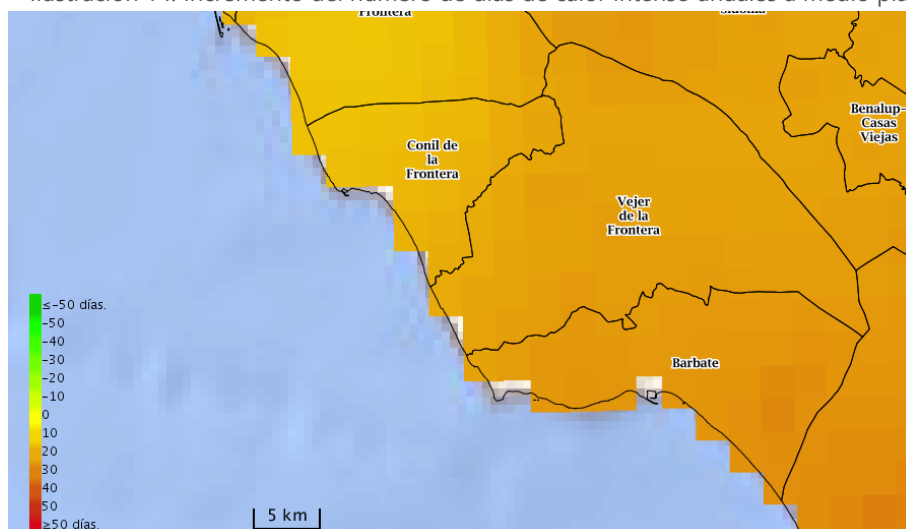 Frontera
Conil de
la
Frontera
Vejer
de la
Frontera
Benalup-
Casas
Viejas
Barbate
≤-50 días.
-50
-40
-30
-20
-10
0
10
20
30
40
50
≥50 días.
5 km